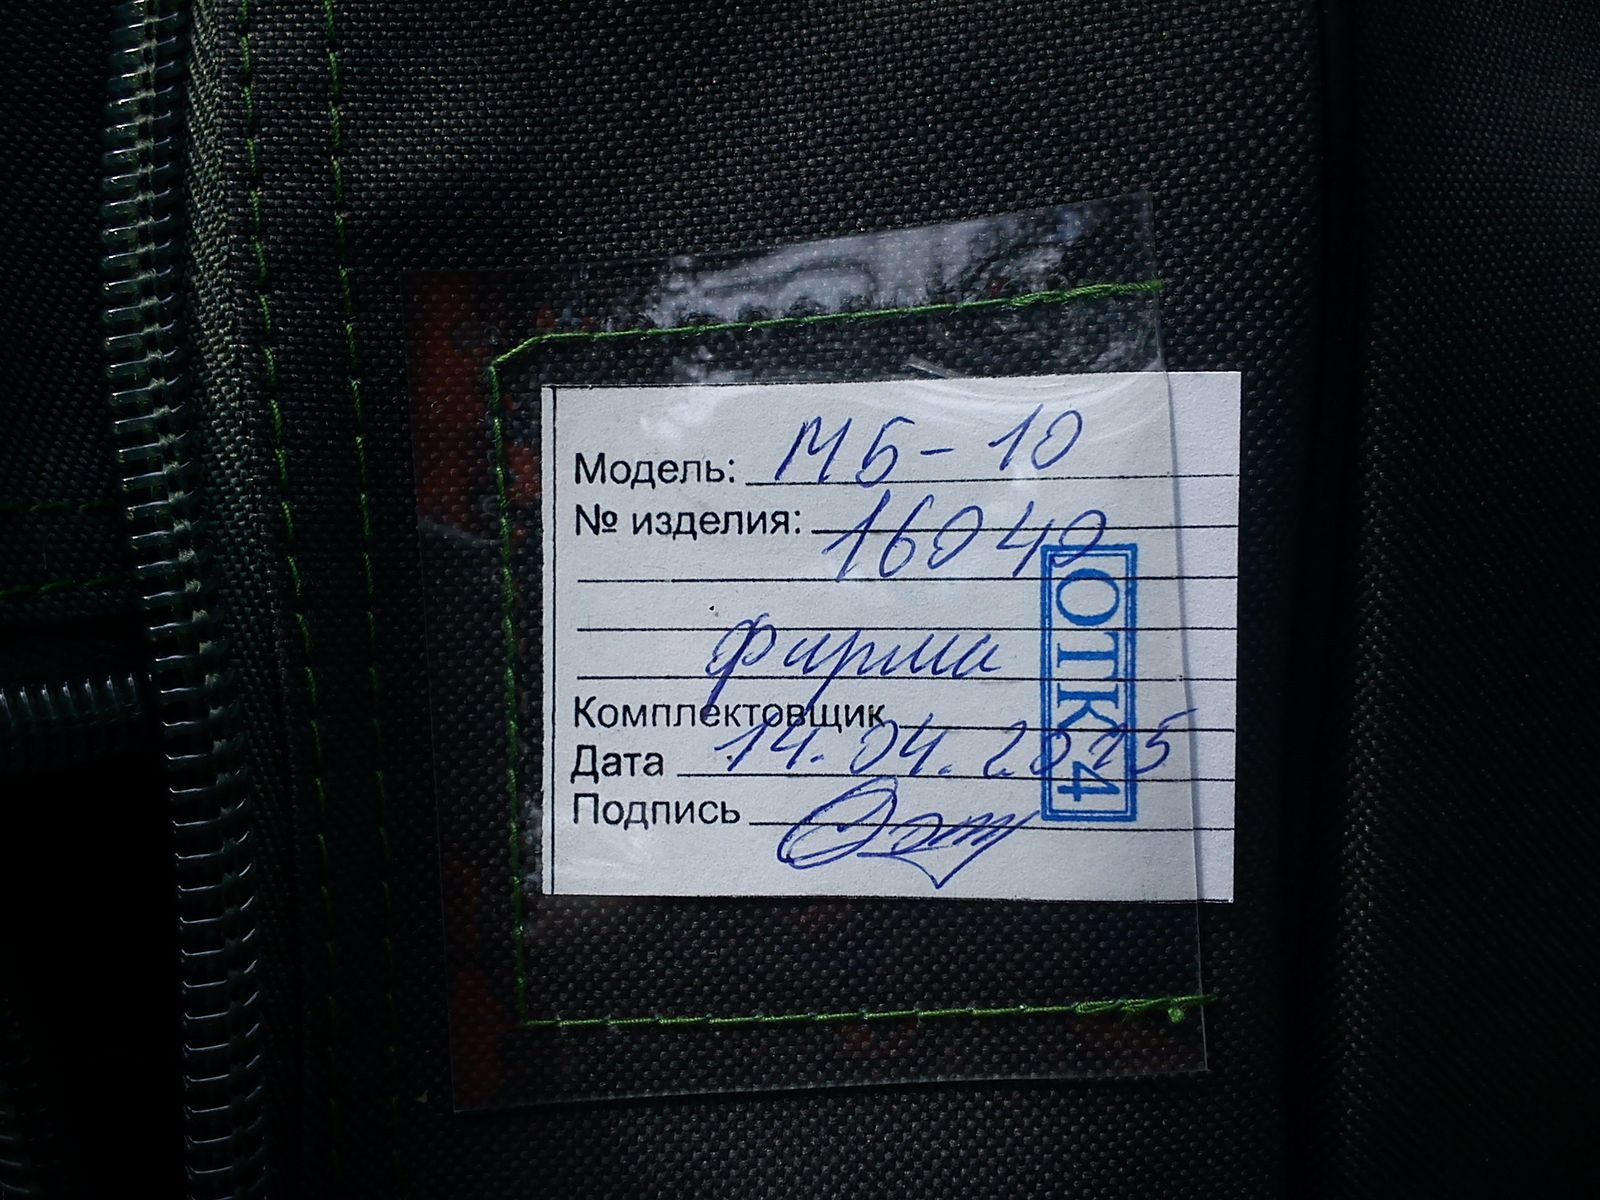 Модель: МБ-10
№ изделия: 16040
фирма
Комплектовщик
Дата 14.04.2025
Подпись
ОТК 4